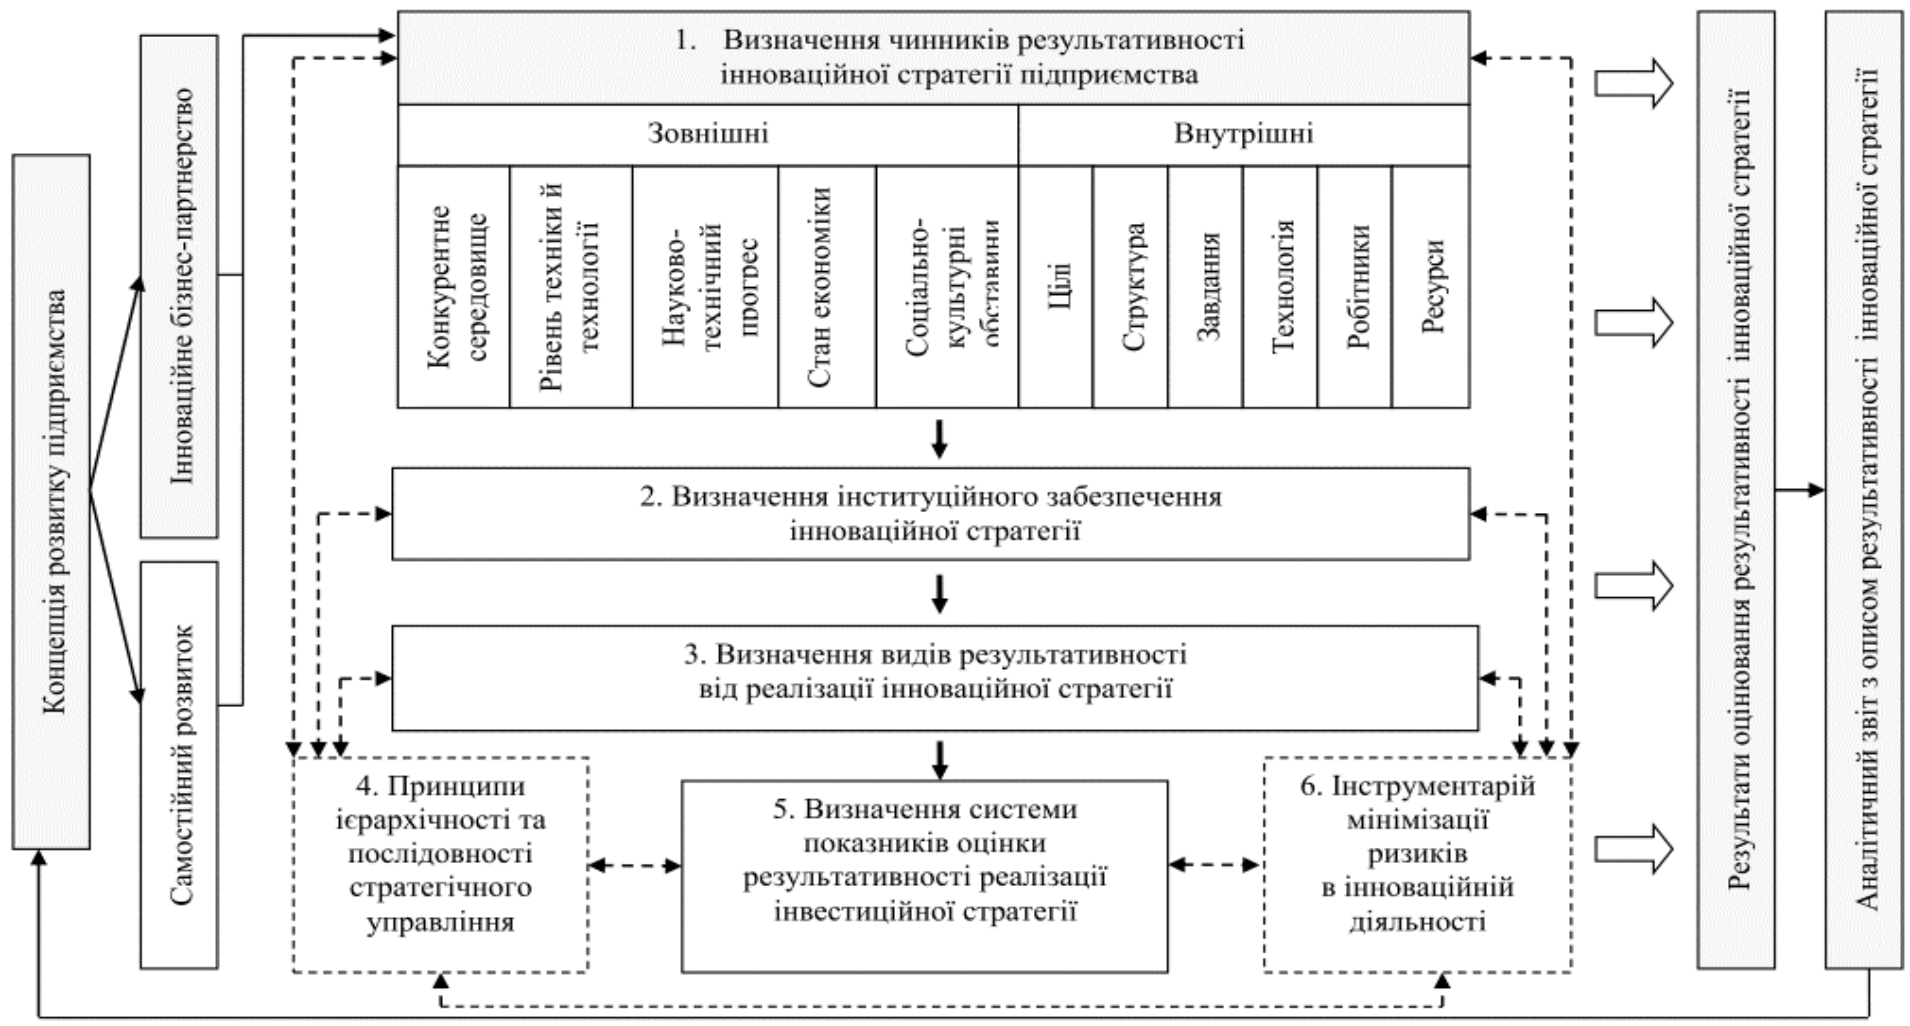 Концепція розвитку підприємства
Інноваційне бізнес-партнерство
Самостійний розвиток
1. Визначення чинників результативності
інноваційної стратегії підприємства
Зовнішні
Внутрішні
Конкурентне
середовище
Рівень техніки й
технології
Науково-
технічний
прогрес
Стан економіки
Соціально-
культурні
обставини
Цілі
Структура
Завдання
Технологія
Робітники
Ресурси
2. Визначення інституційного забезпечення
інноваційної стратегії
3. Визначення видів результативності
від реалізації інноваційної стратегії
4. Принципи
ієрархічності та
послідовності
стратегічного
управління
5. Визначення системи
показників оцінки
результативності реалізації
інвестиційної стратегії
6. Інструментарій
мінімізації
ризиків
в інноваційній
діяльності
Результати оцінювання результативності інноваційної стратегії
Аналітичний звіт з описом результативності інноваційної стратегії